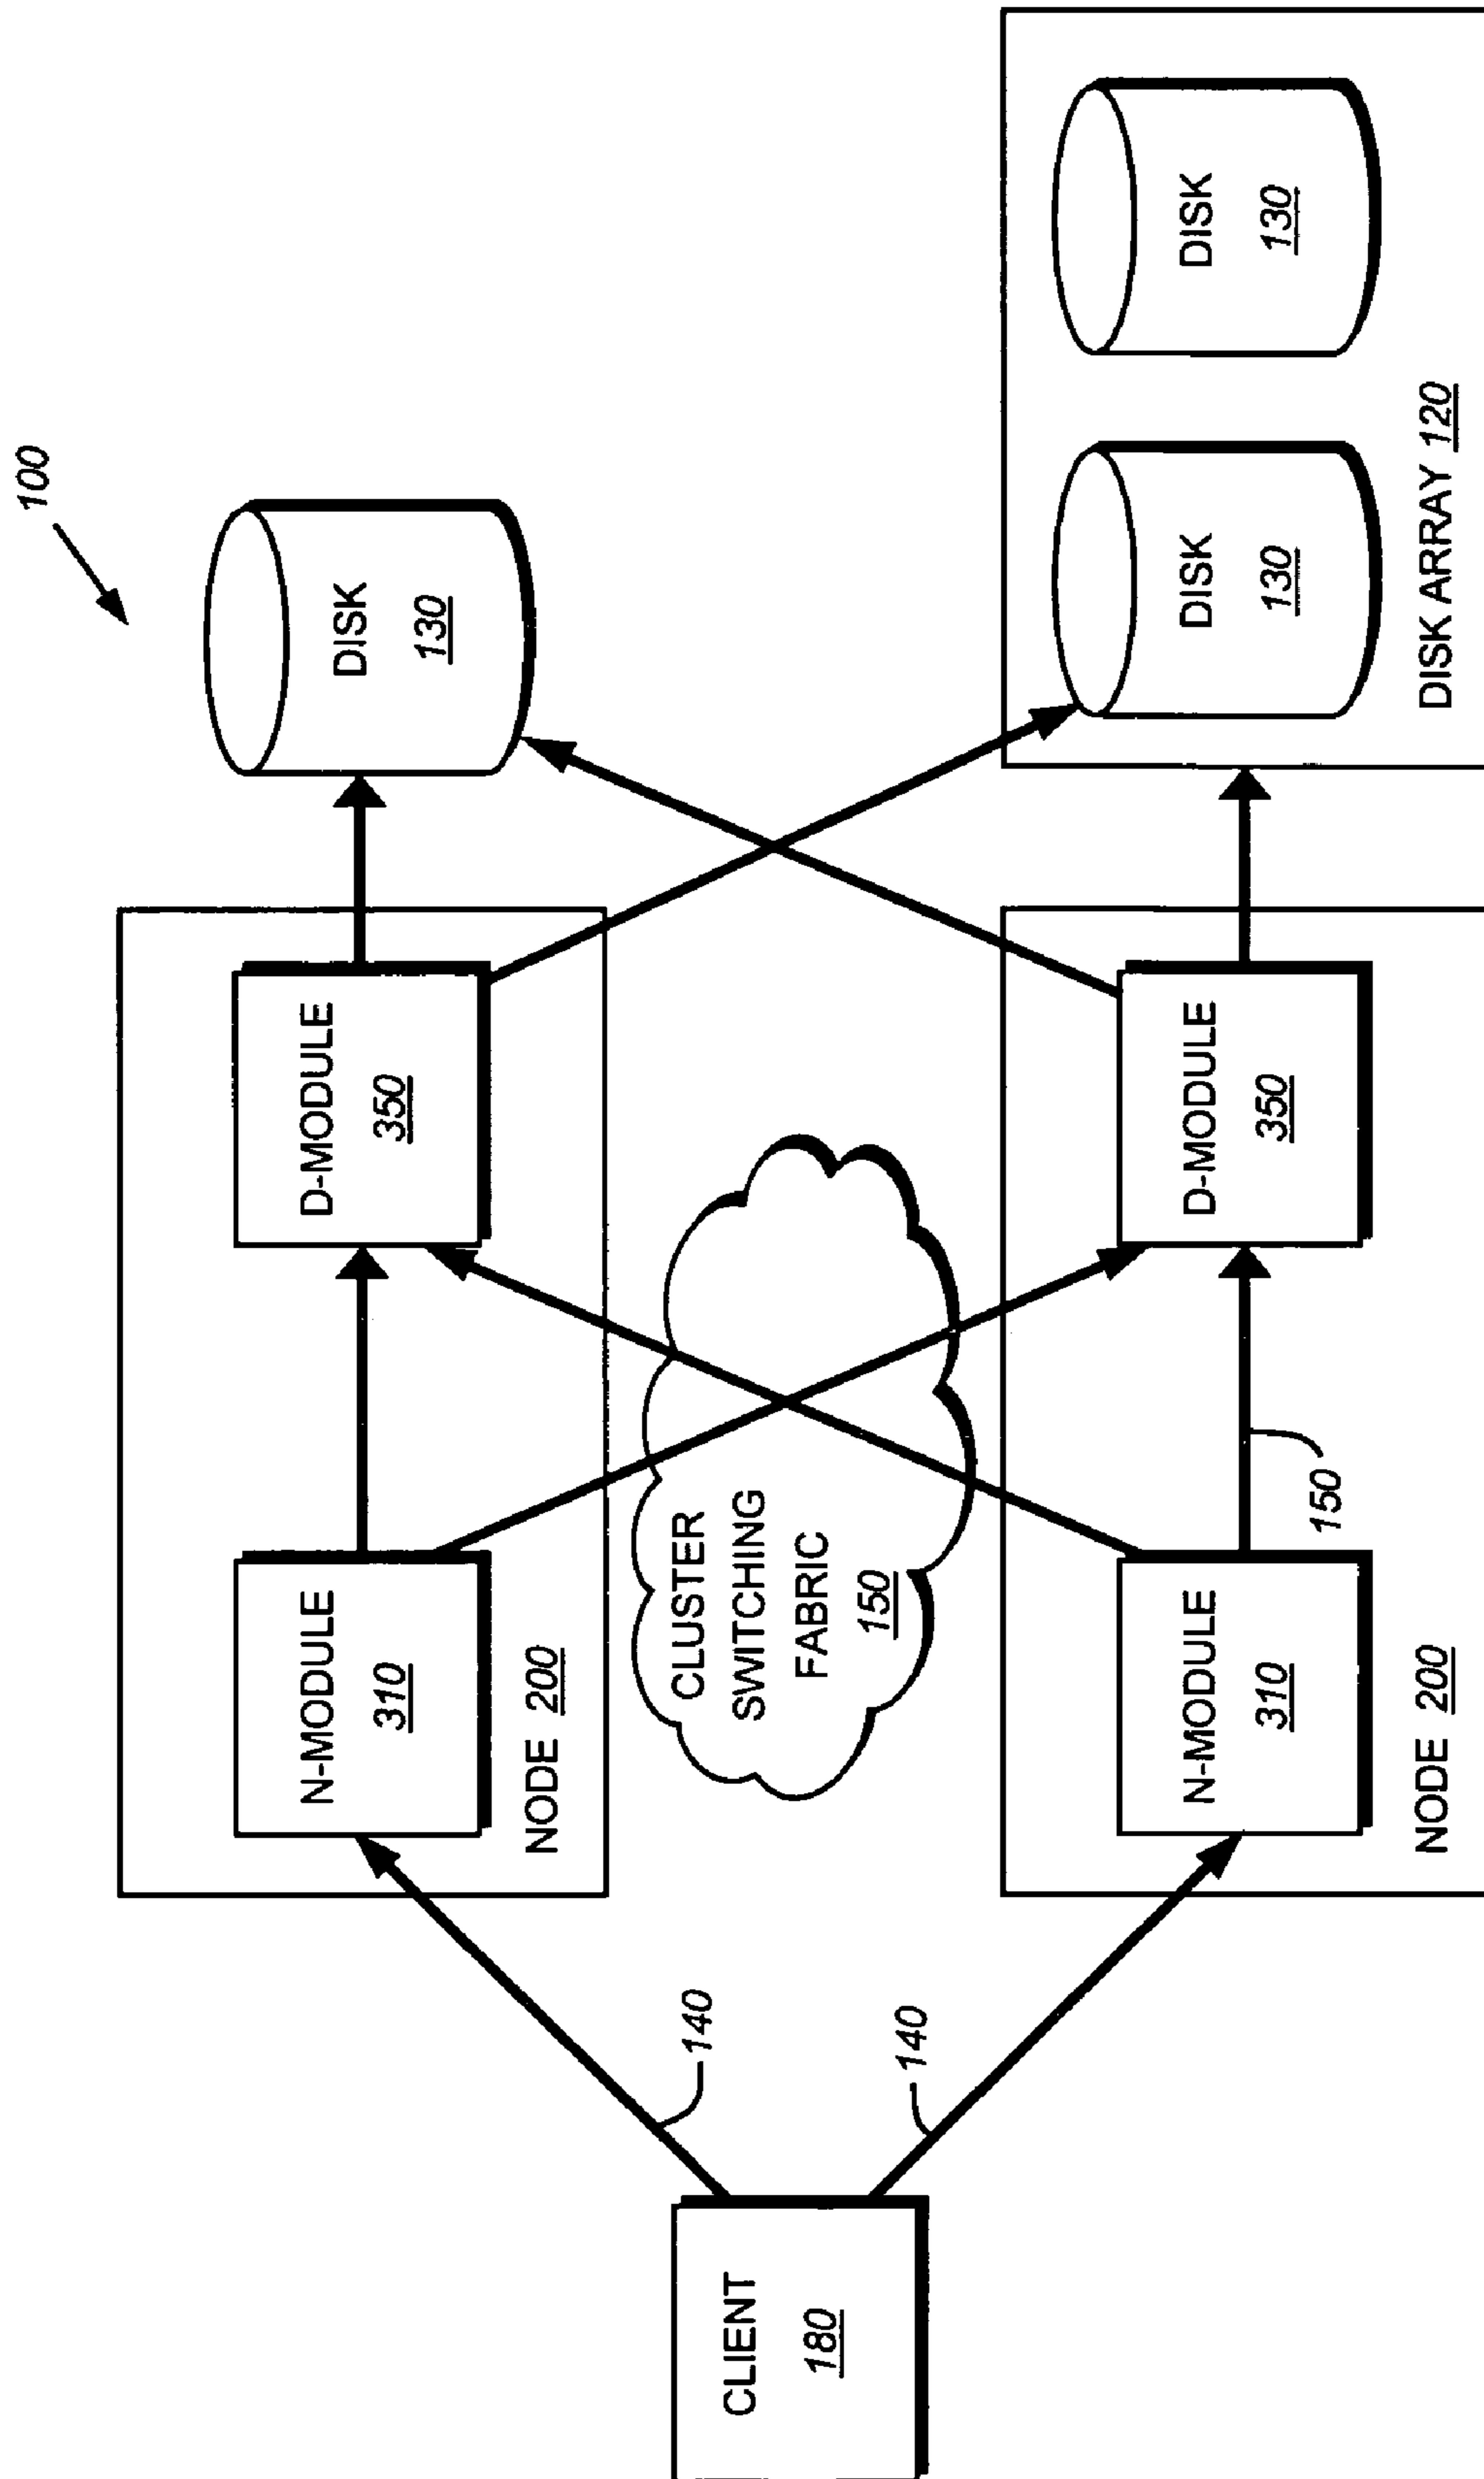 100
N-MODULE
310
D-MODULE
350
DISK
130
NODE 200
140
CLIENT
180
CLUSTER
SWITCHING
FABRIC
150
140
N-MODULE
310
150
D-MODULE
350
DISK
130
DISK
130
NODE 200
DISK ARRAY 120